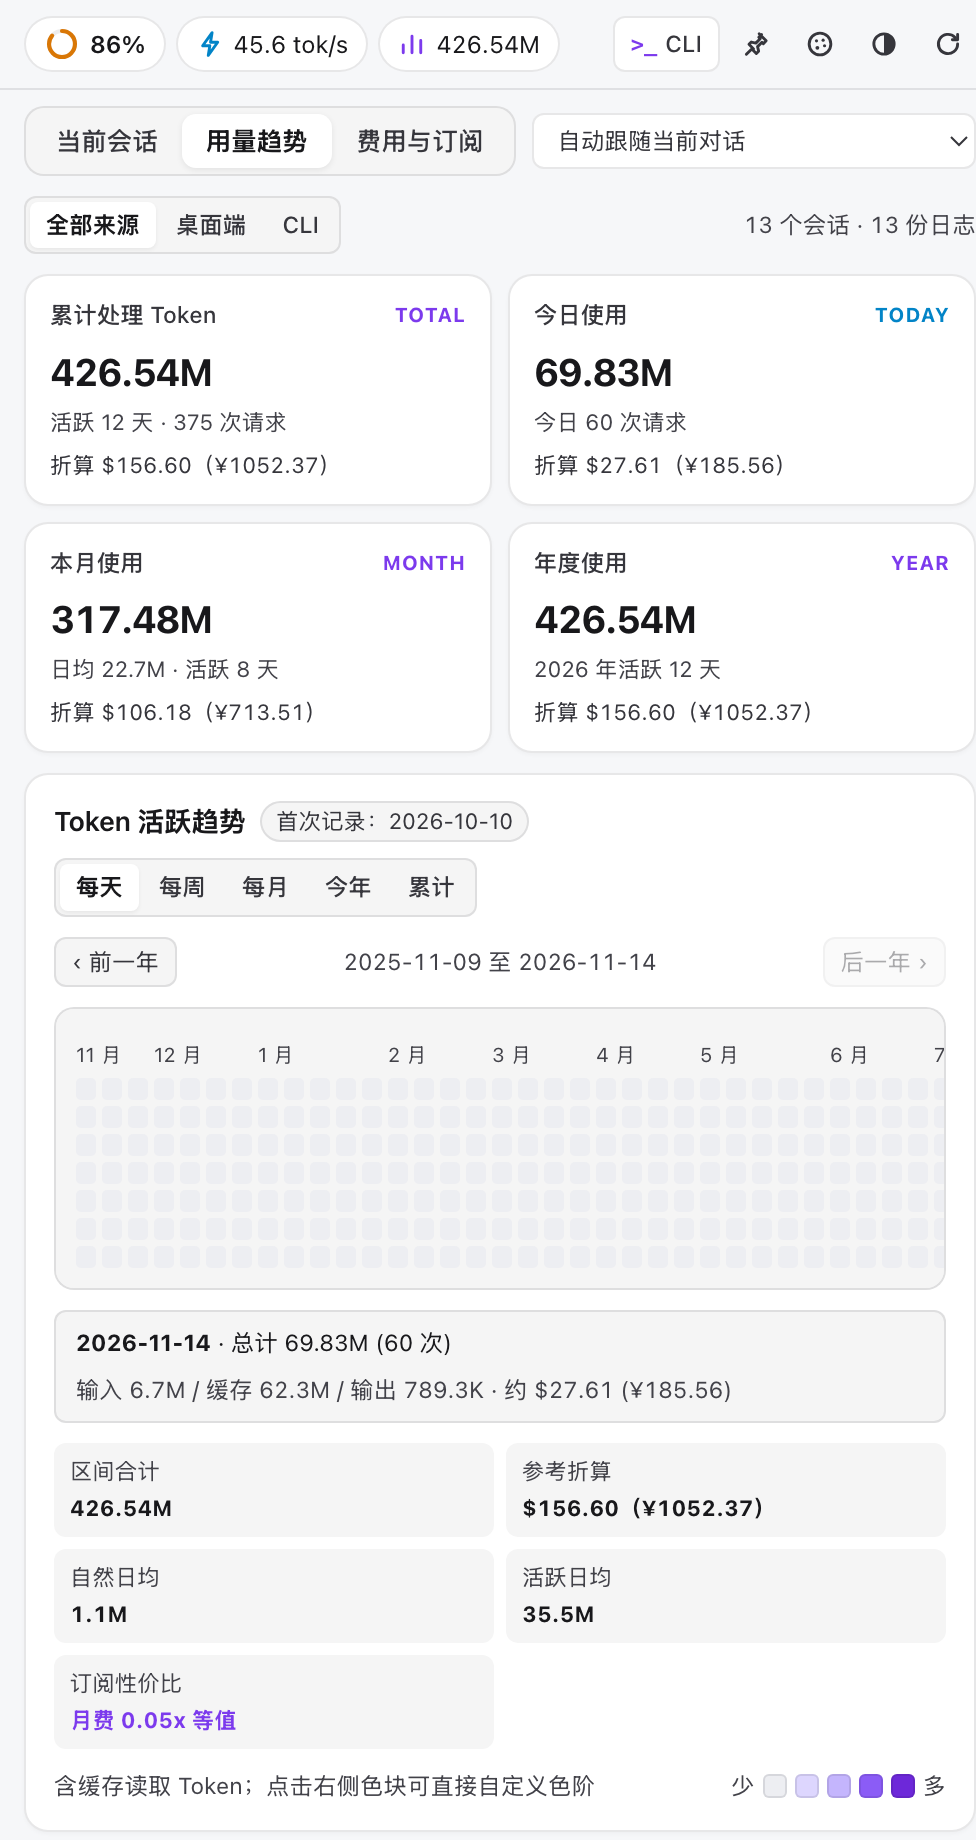 86% 45.6 tok/s 426.54M >_ CLI
当前会话 用量趋势 费用与订阅 自动跟随当前对话
全部来源 桌面端 CLI 13 个会话 · 13 份日志
累计处理 Token TOTAL
426.54M
活跃 12 天 · 375 次请求
折算 $156.60（¥1052.37）
今日使用 TODAY
69.83M
今日 60 次请求
折算 $27.61（¥185.56）
本月使用 MONTH
317.48M
日均 22.7M · 活跃 8 天
折算 $106.18（¥713.51）
年度使用 YEAR
426.54M
2026 年活跃 12 天
折算 $156.60（¥1052.37）
Token 活跃趋势 首次记录：2026-10-10
每天 每周 每月 今年 累计
‹ 前一年 2025-11-09 至 2026-11-14 后一年 ›
11 月 12 月 1 月 2 月 3 月 4 月 5 月 6 月 7
2026-11-14 · 总计 69.83M (60 次)
输入 6.7M / 缓存 62.3M / 输出 789.3K · 约 $27.61 (¥185.56)
区间合计
426.54M
参考折算
$156.60（¥1052.37）
自然日均
1.1M
活跃日均
35.5M
订阅性价比
月费 0.05x 等值
含缓存读取 Token；点击右侧色块可直接自定义色阶 少 多